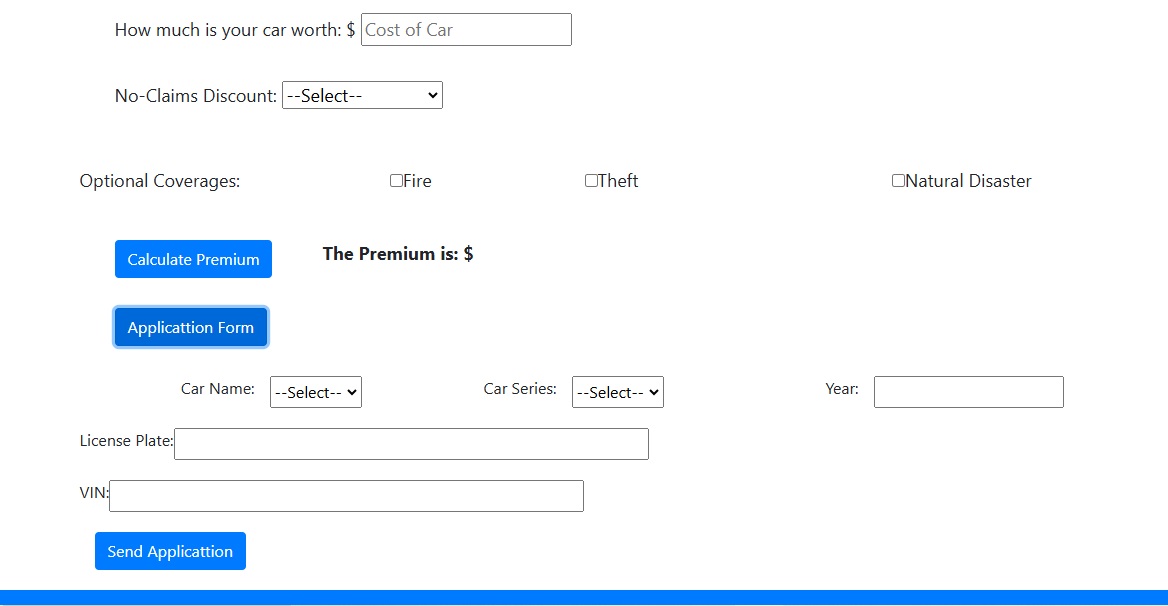 How much is your car worth: $ Cost of Car
No-Claims Discount: --Select--
Optional Coverages: Fire Theft Natural Disaster
Calculate Premium The Premium is: $
Applicattion Form
Car Name: --Select-- Car Series: --Select-- Year:
License Plate:
VIN:
Send Applicattion